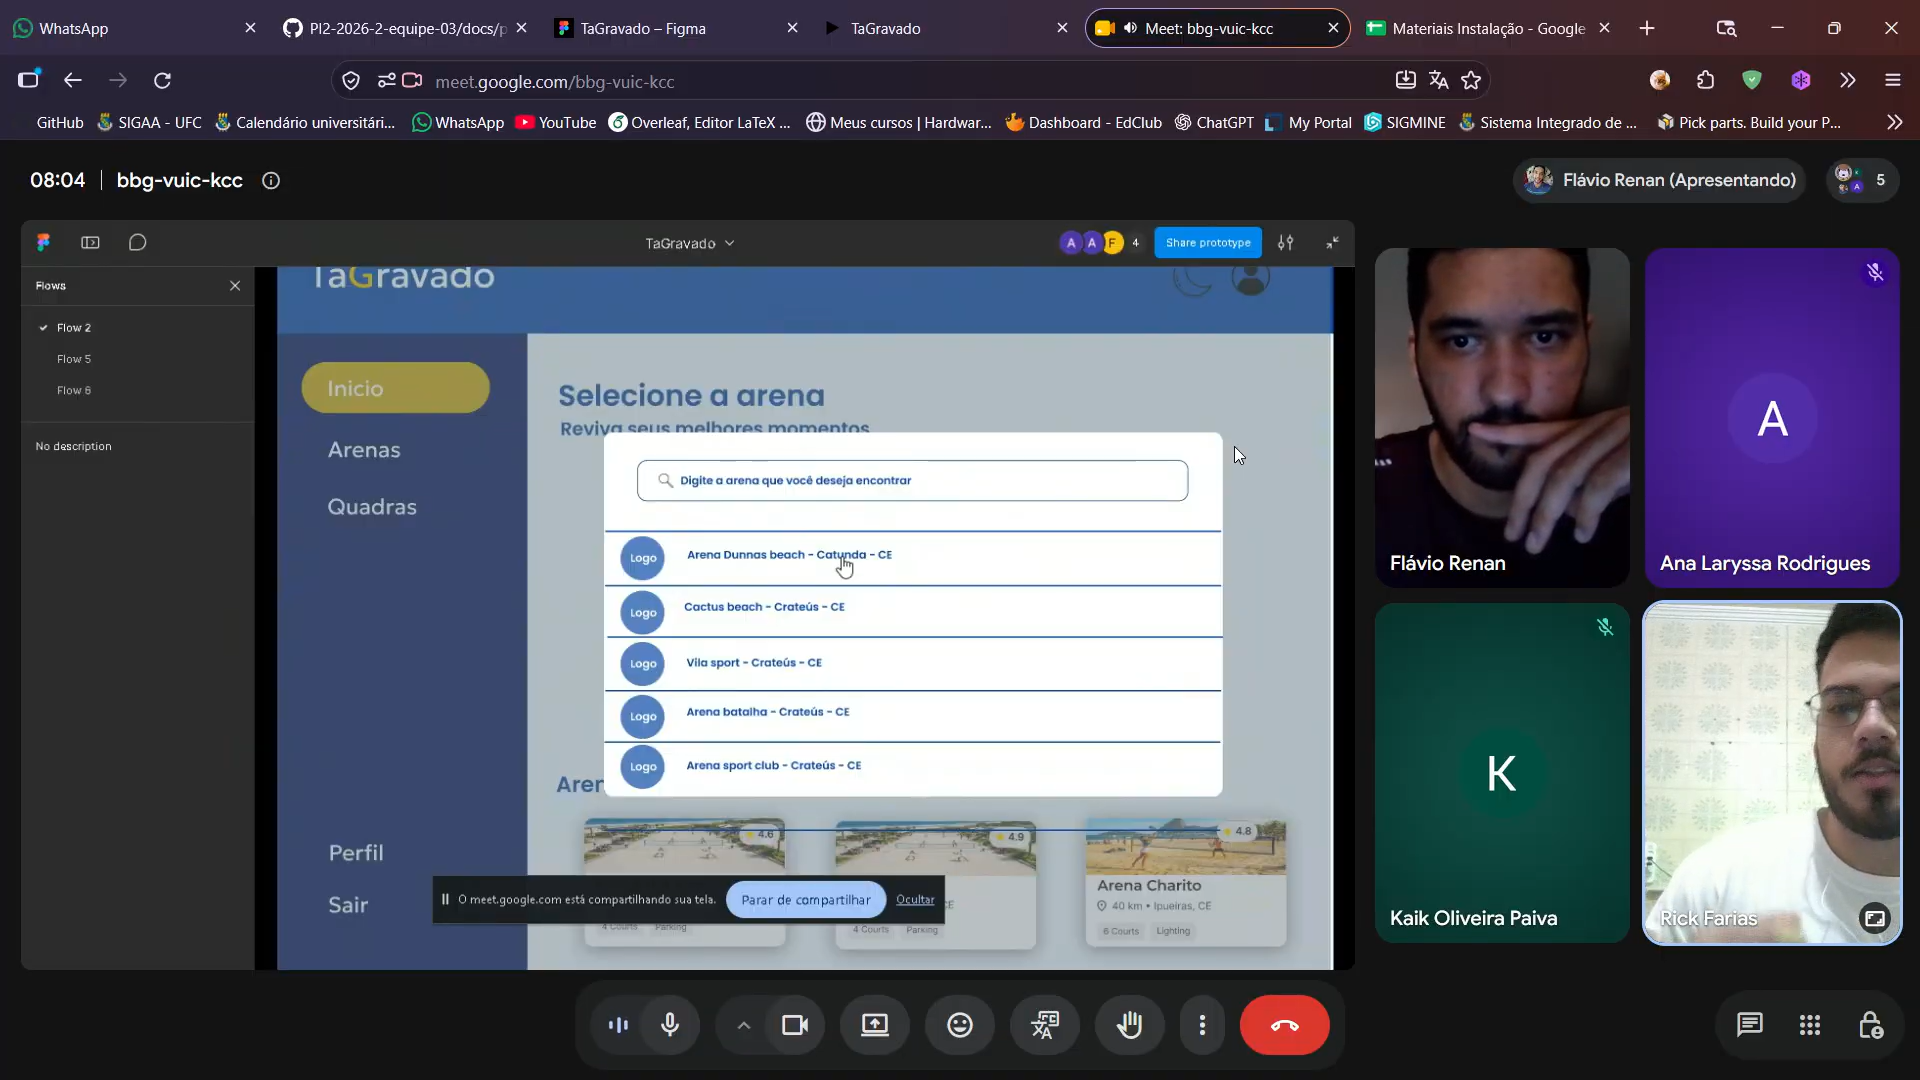 WhatsApp
PI2-2026-2-equipe-03/docs/p
TaGravado – Figma
TaGravado
Meet: bbg-vuic-kcc
Materiais Instalação - Google
meet.google.com/bbg-vuic-kcc
GitHub
SIGAA - UFC
Calendário universitári...
WhatsApp
YouTube
Overleaf, Editor LaTeX ...
Meus cursos | Hardwar...
Dashboard - EdClub
ChatGPT
My Portal
SIGMINE
Sistema Integrado de ...
Pick parts. Build your P...
08:04
bbg-vuic-kcc
Flávio Renan (Apresentando)
A
5
TaGravado
A
A
F
4
Share prototype
Flows
Flow 2
Flow 5
Flow 6
No description
TaGravado
Inicio
Arenas
Quadras
Perfil
Sair
Selecione a arena
Reviva seus melhores momentos
Digite a arena que você deseja encontrar
Logo
Arena Dunnas beach - Catunda - CE
Logo
Cactus beach - Crateús - CE
Logo
Vila sport - Crateús - CE
Logo
Arena batalha - Crateús - CE
Logo
Arena sport club - Crateús - CE
Aren
4.6
4.9
4.8
Arena Charito
CE
40 km • Ipueiras, CE
4 Courts
Parking
4 Courts
Parking
6 Courts
Lighting
O meet.google.com está compartilhando sua tela.
Parar de compartilhar
Ocultar
Flávio Renan
A
Ana Laryssa Rodrigues
K
Kaik Oliveira Paiva
Rick Farias